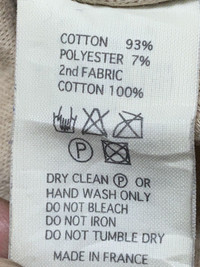 COTTON 93%
POLYESTER 7%
2nd FABRIC
COTTON 100%
P
DRY CLEAN Ⓟ OR
HAND WASH ONLY
DO NOT BLEACH
DO NOT IRON
DO NOT TUMBLE DRY
MADE IN FRANCE